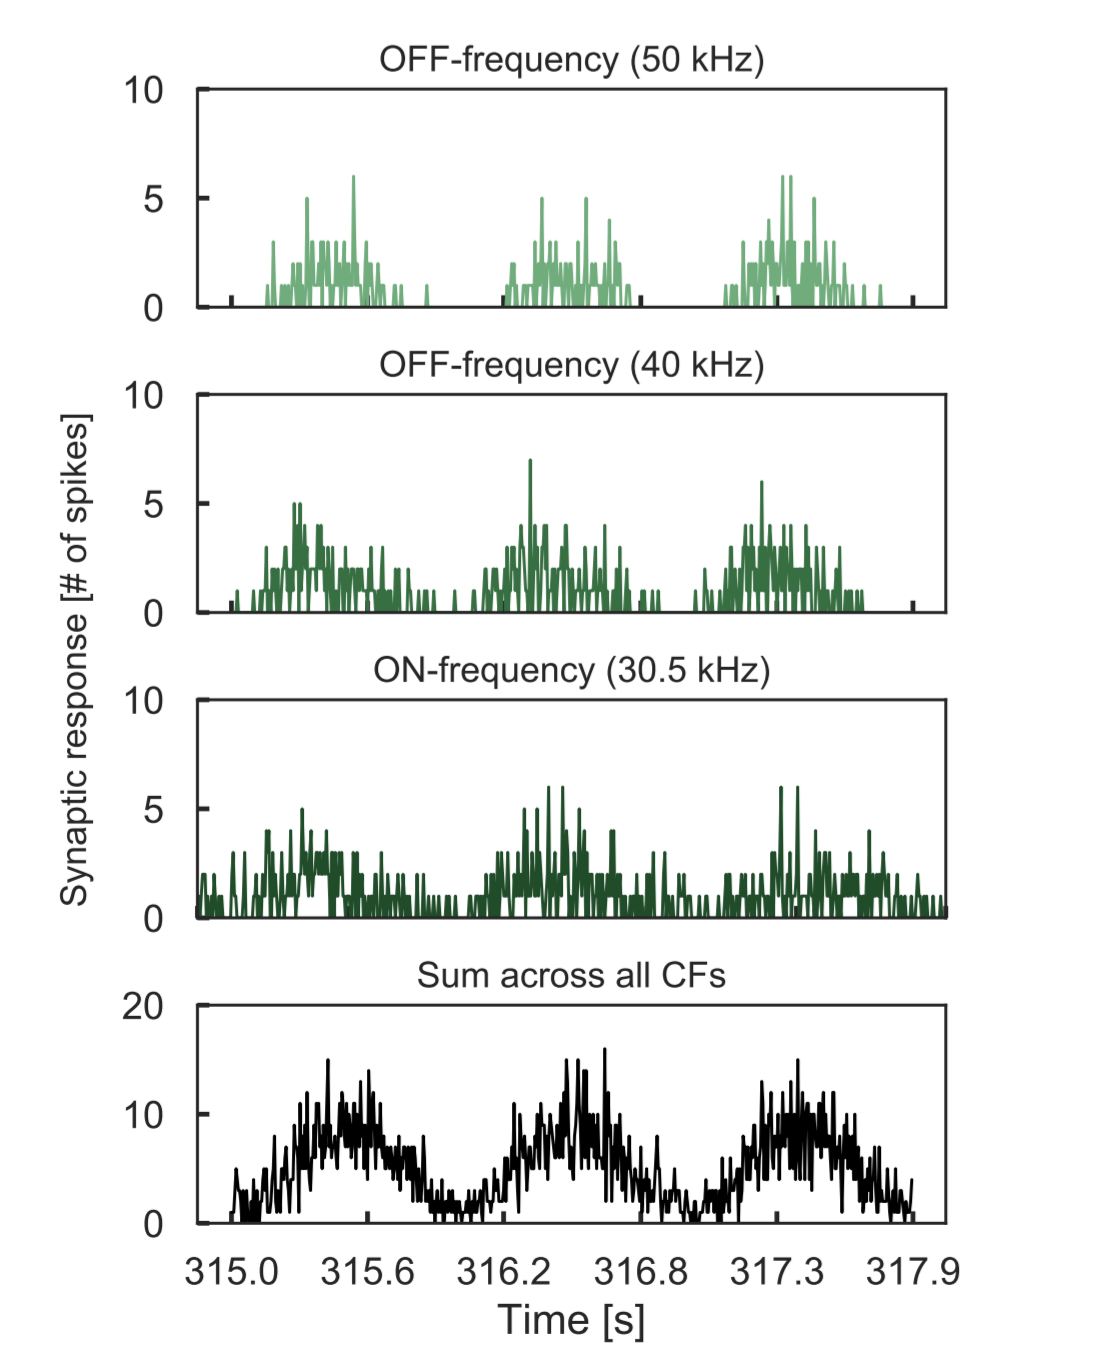 OFF-frequency (50 kHz)
10
5
0
OFF-frequency (40 kHz)
10
5
0
Synaptic response [# of spikes]
ON-frequency (30.5 kHz)
10
5
0
Sum across all CFs
20
10
0
315.0 315.6 316.2 316.8 317.3 317.9
Time [s]